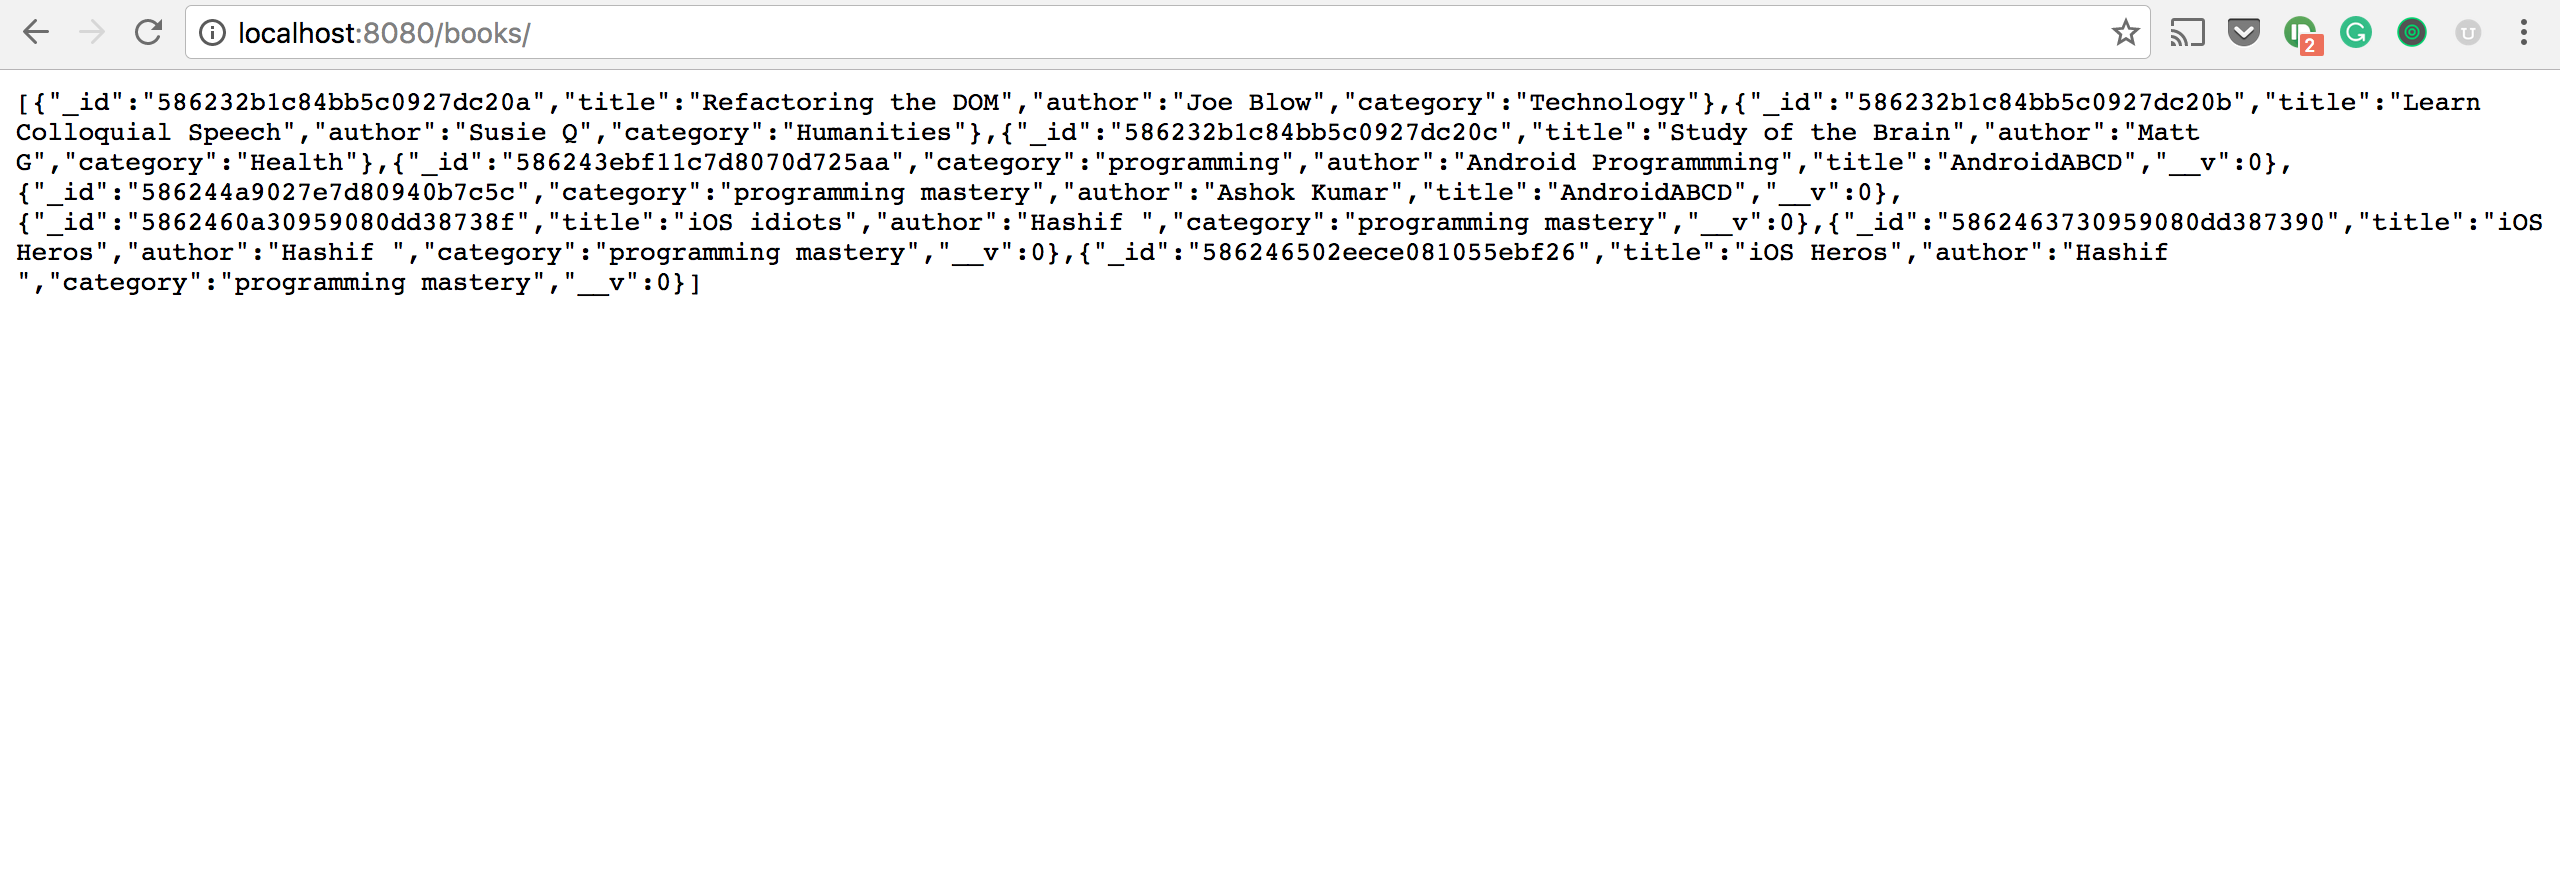 localhost:8080/books/
2
[{"_id":"586232b1c84bb5c0927dc20a","title":"Refactoring the DOM","author":"Joe Blow","category":"Technology"},{"_id":"586232b1c84bb5c0927dc20b","title":"Learn
Colloquial Speech","author":"Susie Q","category":"Humanities"},{"_id":"586232b1c84bb5c0927dc20c","title":"Study of the Brain","author":"Matt
G","category":"Health"},{"_id":"586243ebf11c7d8070d725aa","category":"programming","author":"Android Programmming","title":"AndroidABCD","__v":0},
{"_id":"586244a9027e7d80940b7c5c","category":"programming mastery","author":"Ashok Kumar","title":"AndroidABCD","__v":0},
{"_id":"5862460a30959080dd38738f","title":"iOS idiots","author":"Hashif ","category":"programming mastery","__v":0},{"_id":"5862463730959080dd387390","title":"iOS
Heros","author":"Hashif ","category":"programming mastery","__v":0},{"_id":"586246502eece081055ebf26","title":"iOS Heros","author":"Hashif
","category":"programming mastery","__v":0}]